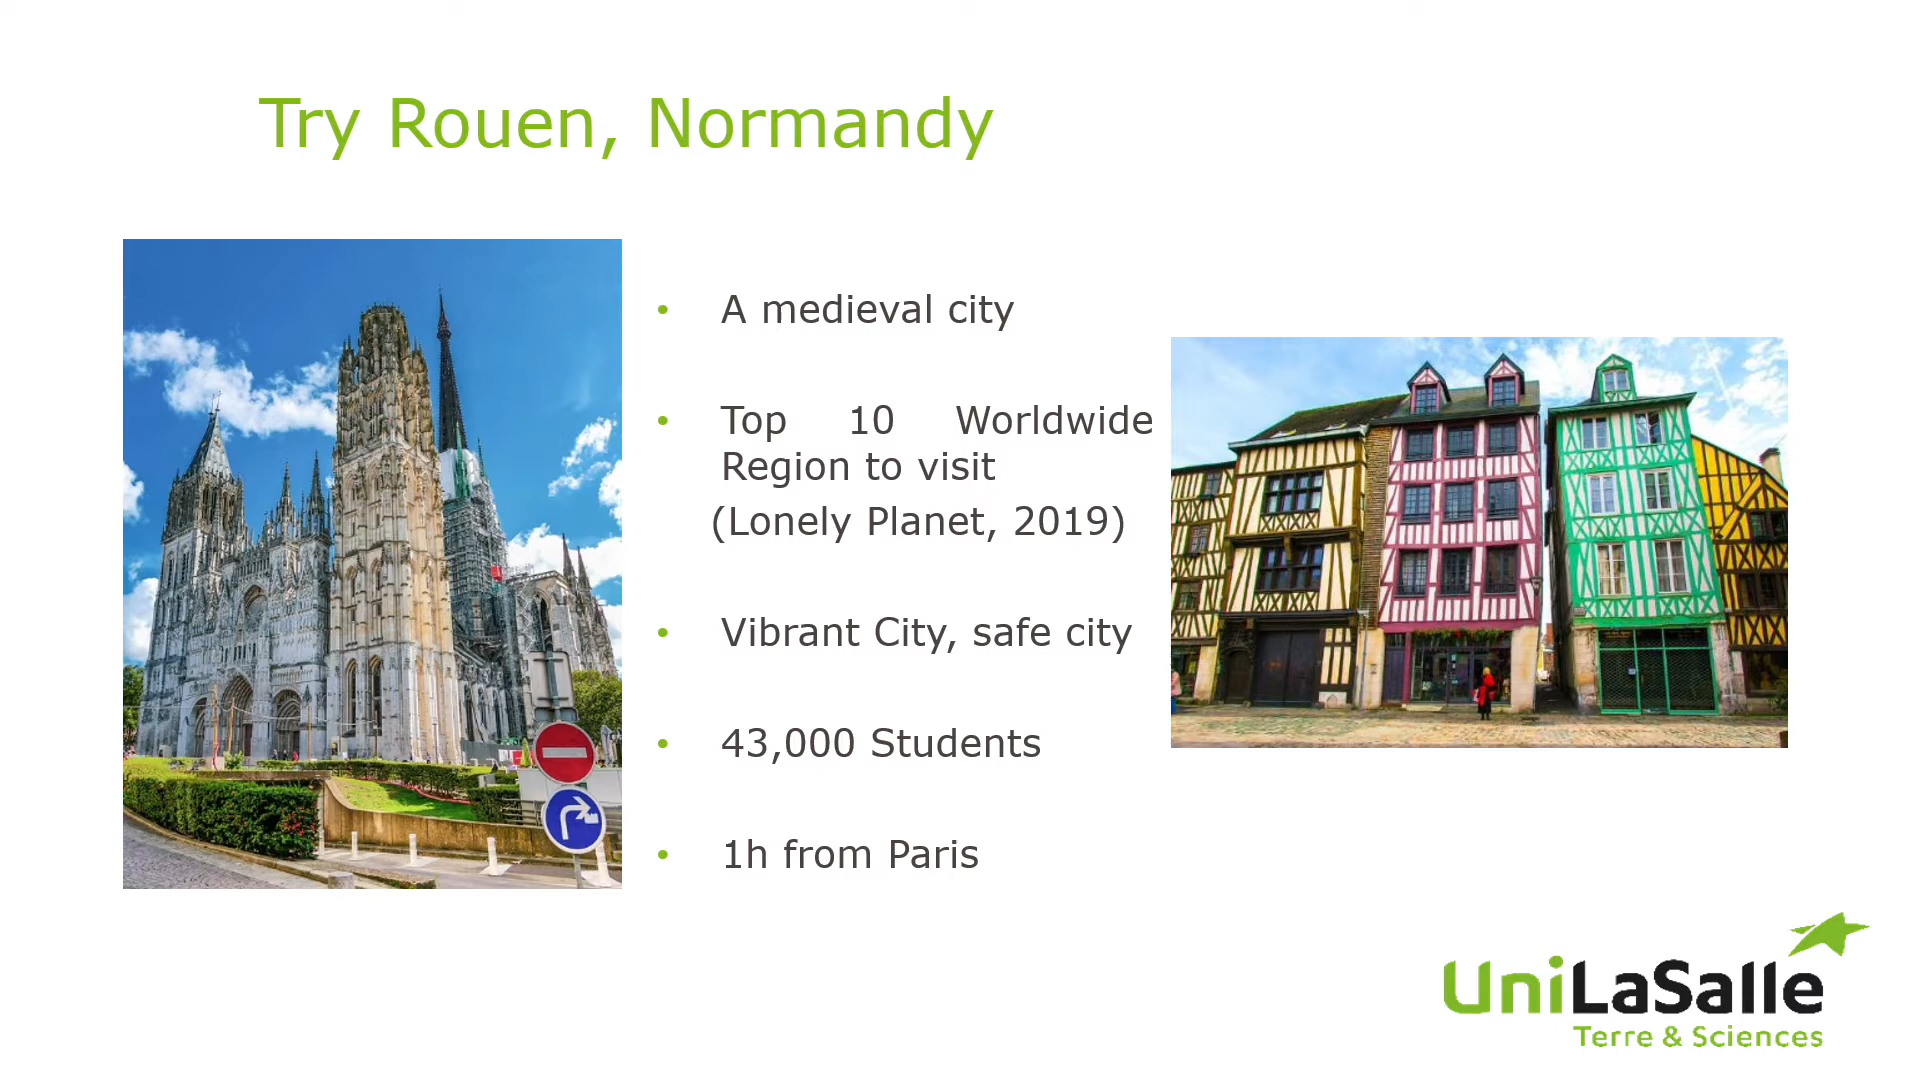 Try Rouen, Normandy
• A medieval city
• Top 10 Worldwide
Region to visit
(Lonely Planet, 2019)
• Vibrant City, safe city
• 43,000 Students
• 1h from Paris
UniLaSalle
Terre & Sciences